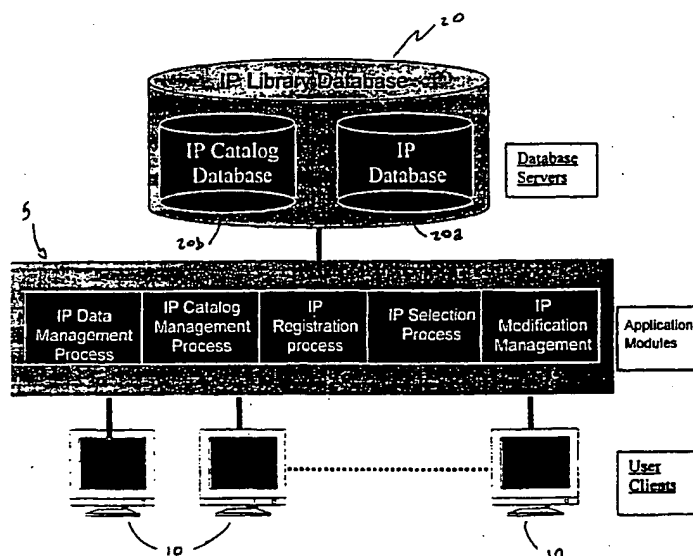 20
IP Library Database
IP Catalog
Database
IP
Database
Database
Servers
20b
20a
5
IP Data
Management
Process
IP Catalog
Management
Process
IP
Registration
process
IP Selection
Process
IP
Modification
Management
Application
Modules
User
Clients
10
10